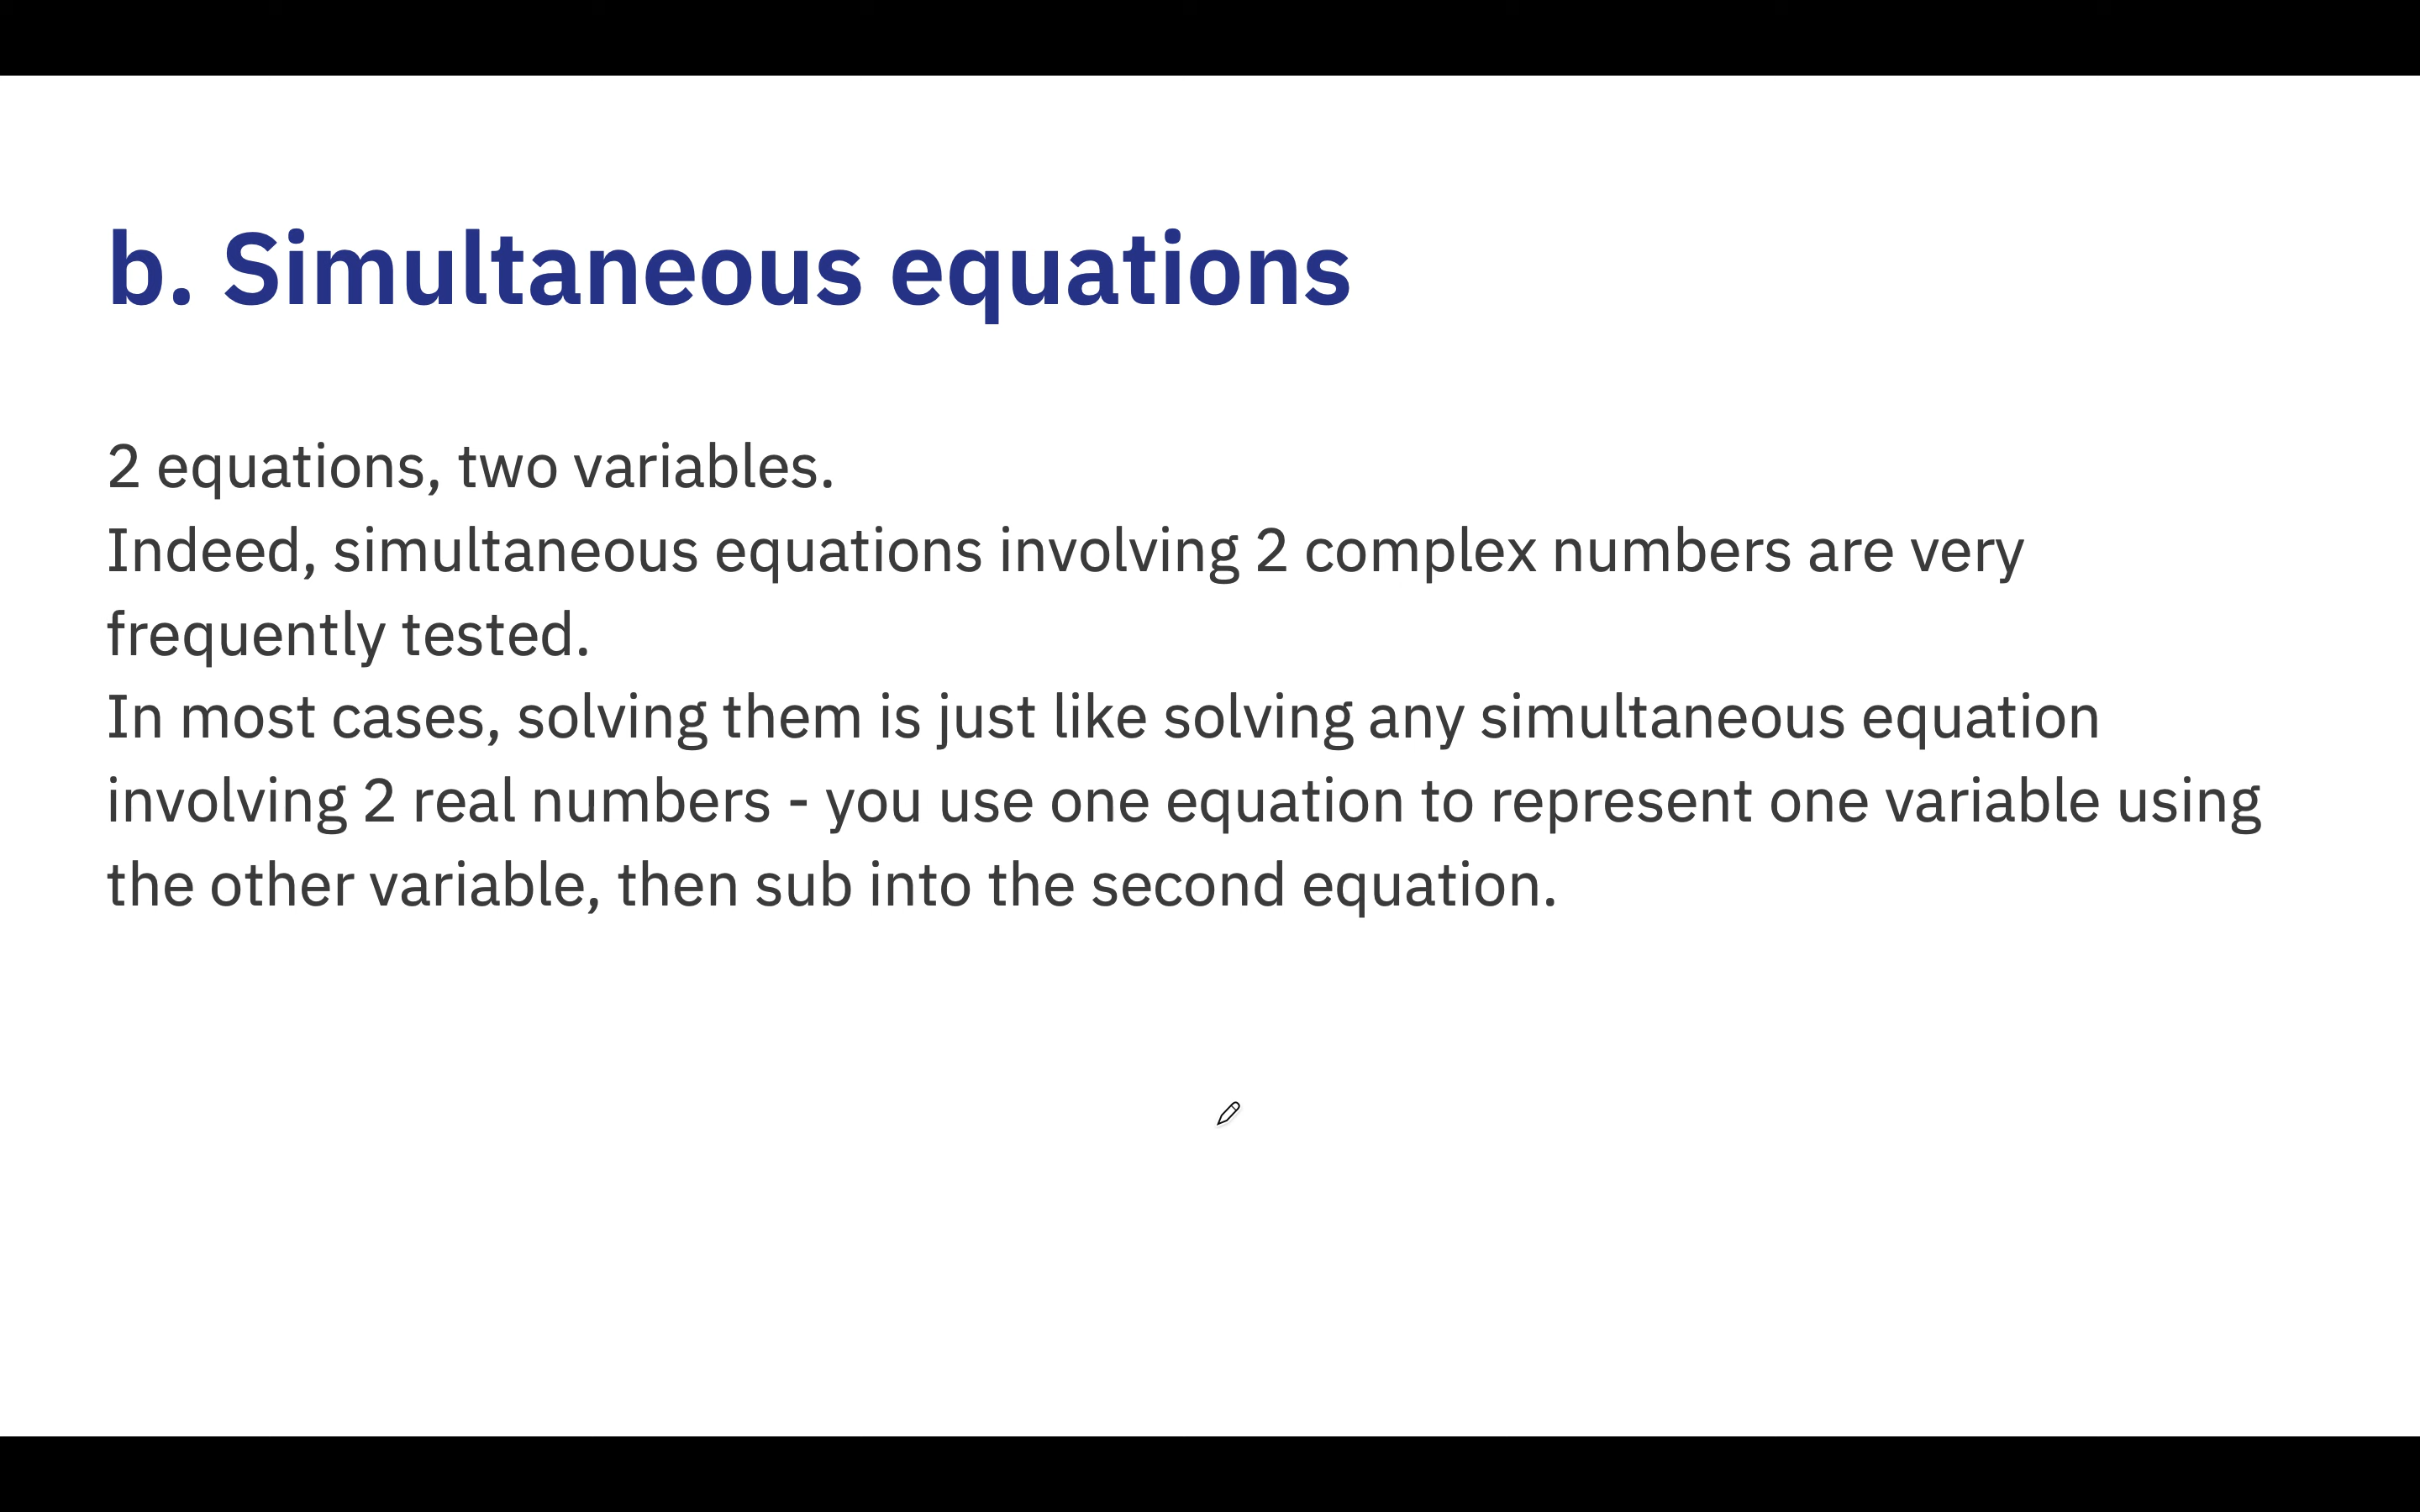 b. Simultaneous equations
2 equations, two variables.
Indeed, simultaneous equations involving 2 complex numbers are very
frequently tested.
In most cases, solving them is just like solving any simultaneous equation
involving 2 real numbers - you use one equation to represent one variable using
the other variable, then sub into the second equation.